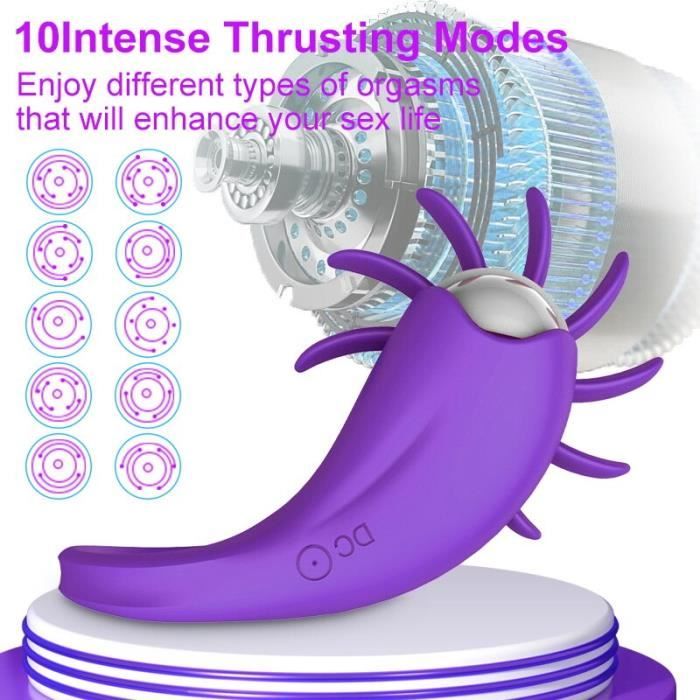 10Intense Thrusting Modes
Enjoy different types of orgasms
that will enhance your sex life
DC